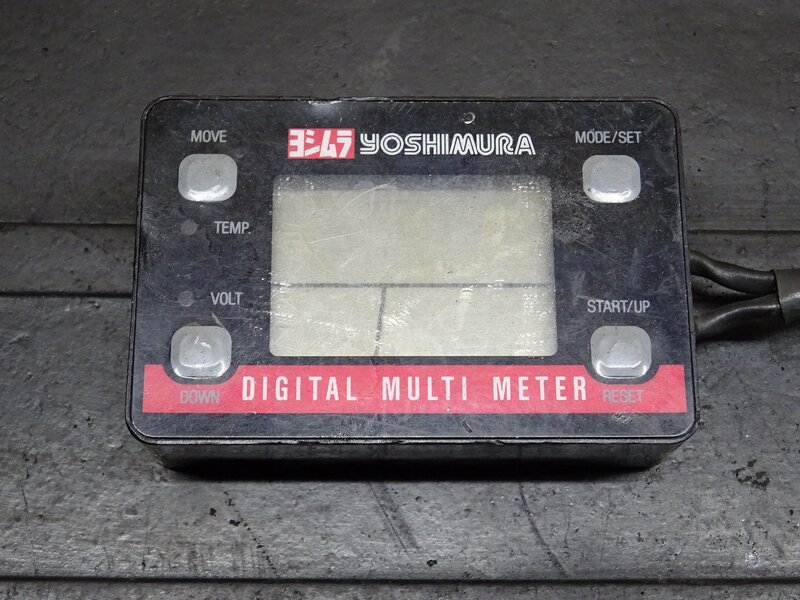 MOVE
ヨシムラ YOSHIMURA
MODE/SET
TEMP.
VOLT
START/UP
DOWN
DIGITAL MULTI METER
RESET